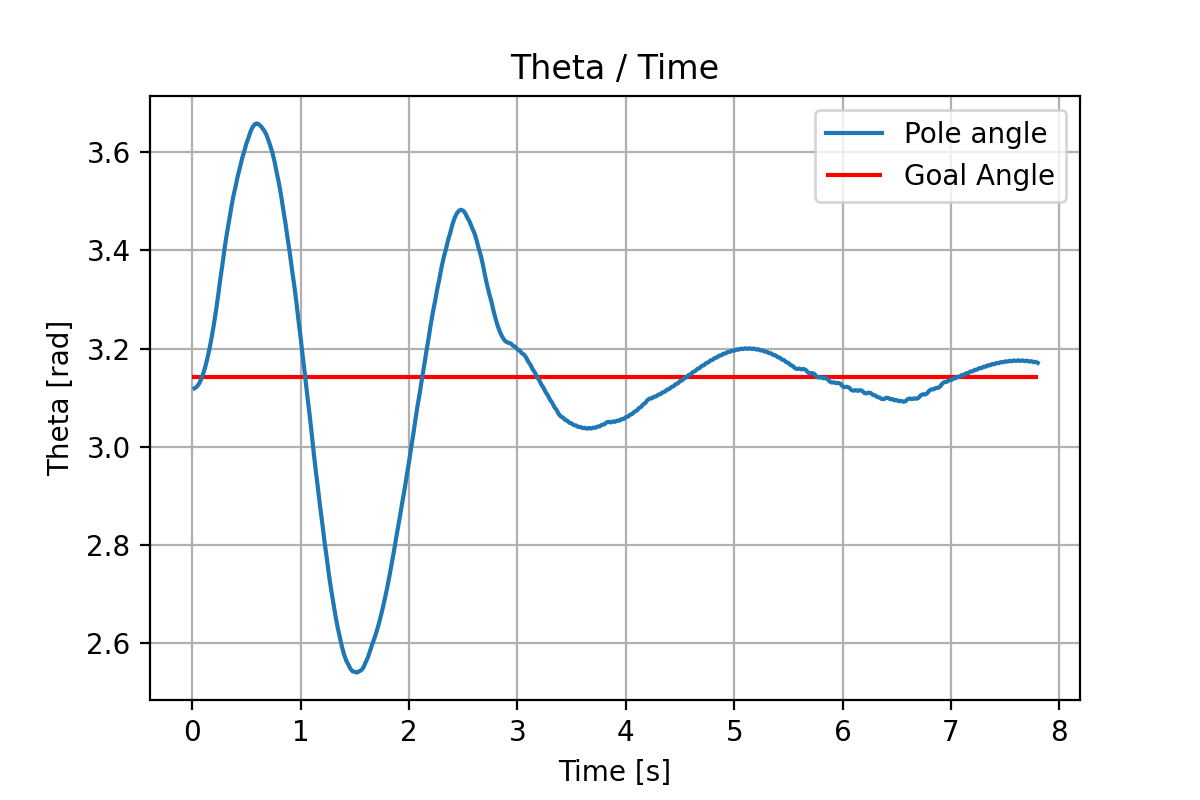 Theta / Time
Pole angle
Goal Angle
3.6
3.4
3.2
3.0
2.8
2.6
Theta [rad]
0 1 2 3 4 5 6 7 8
Time [s]